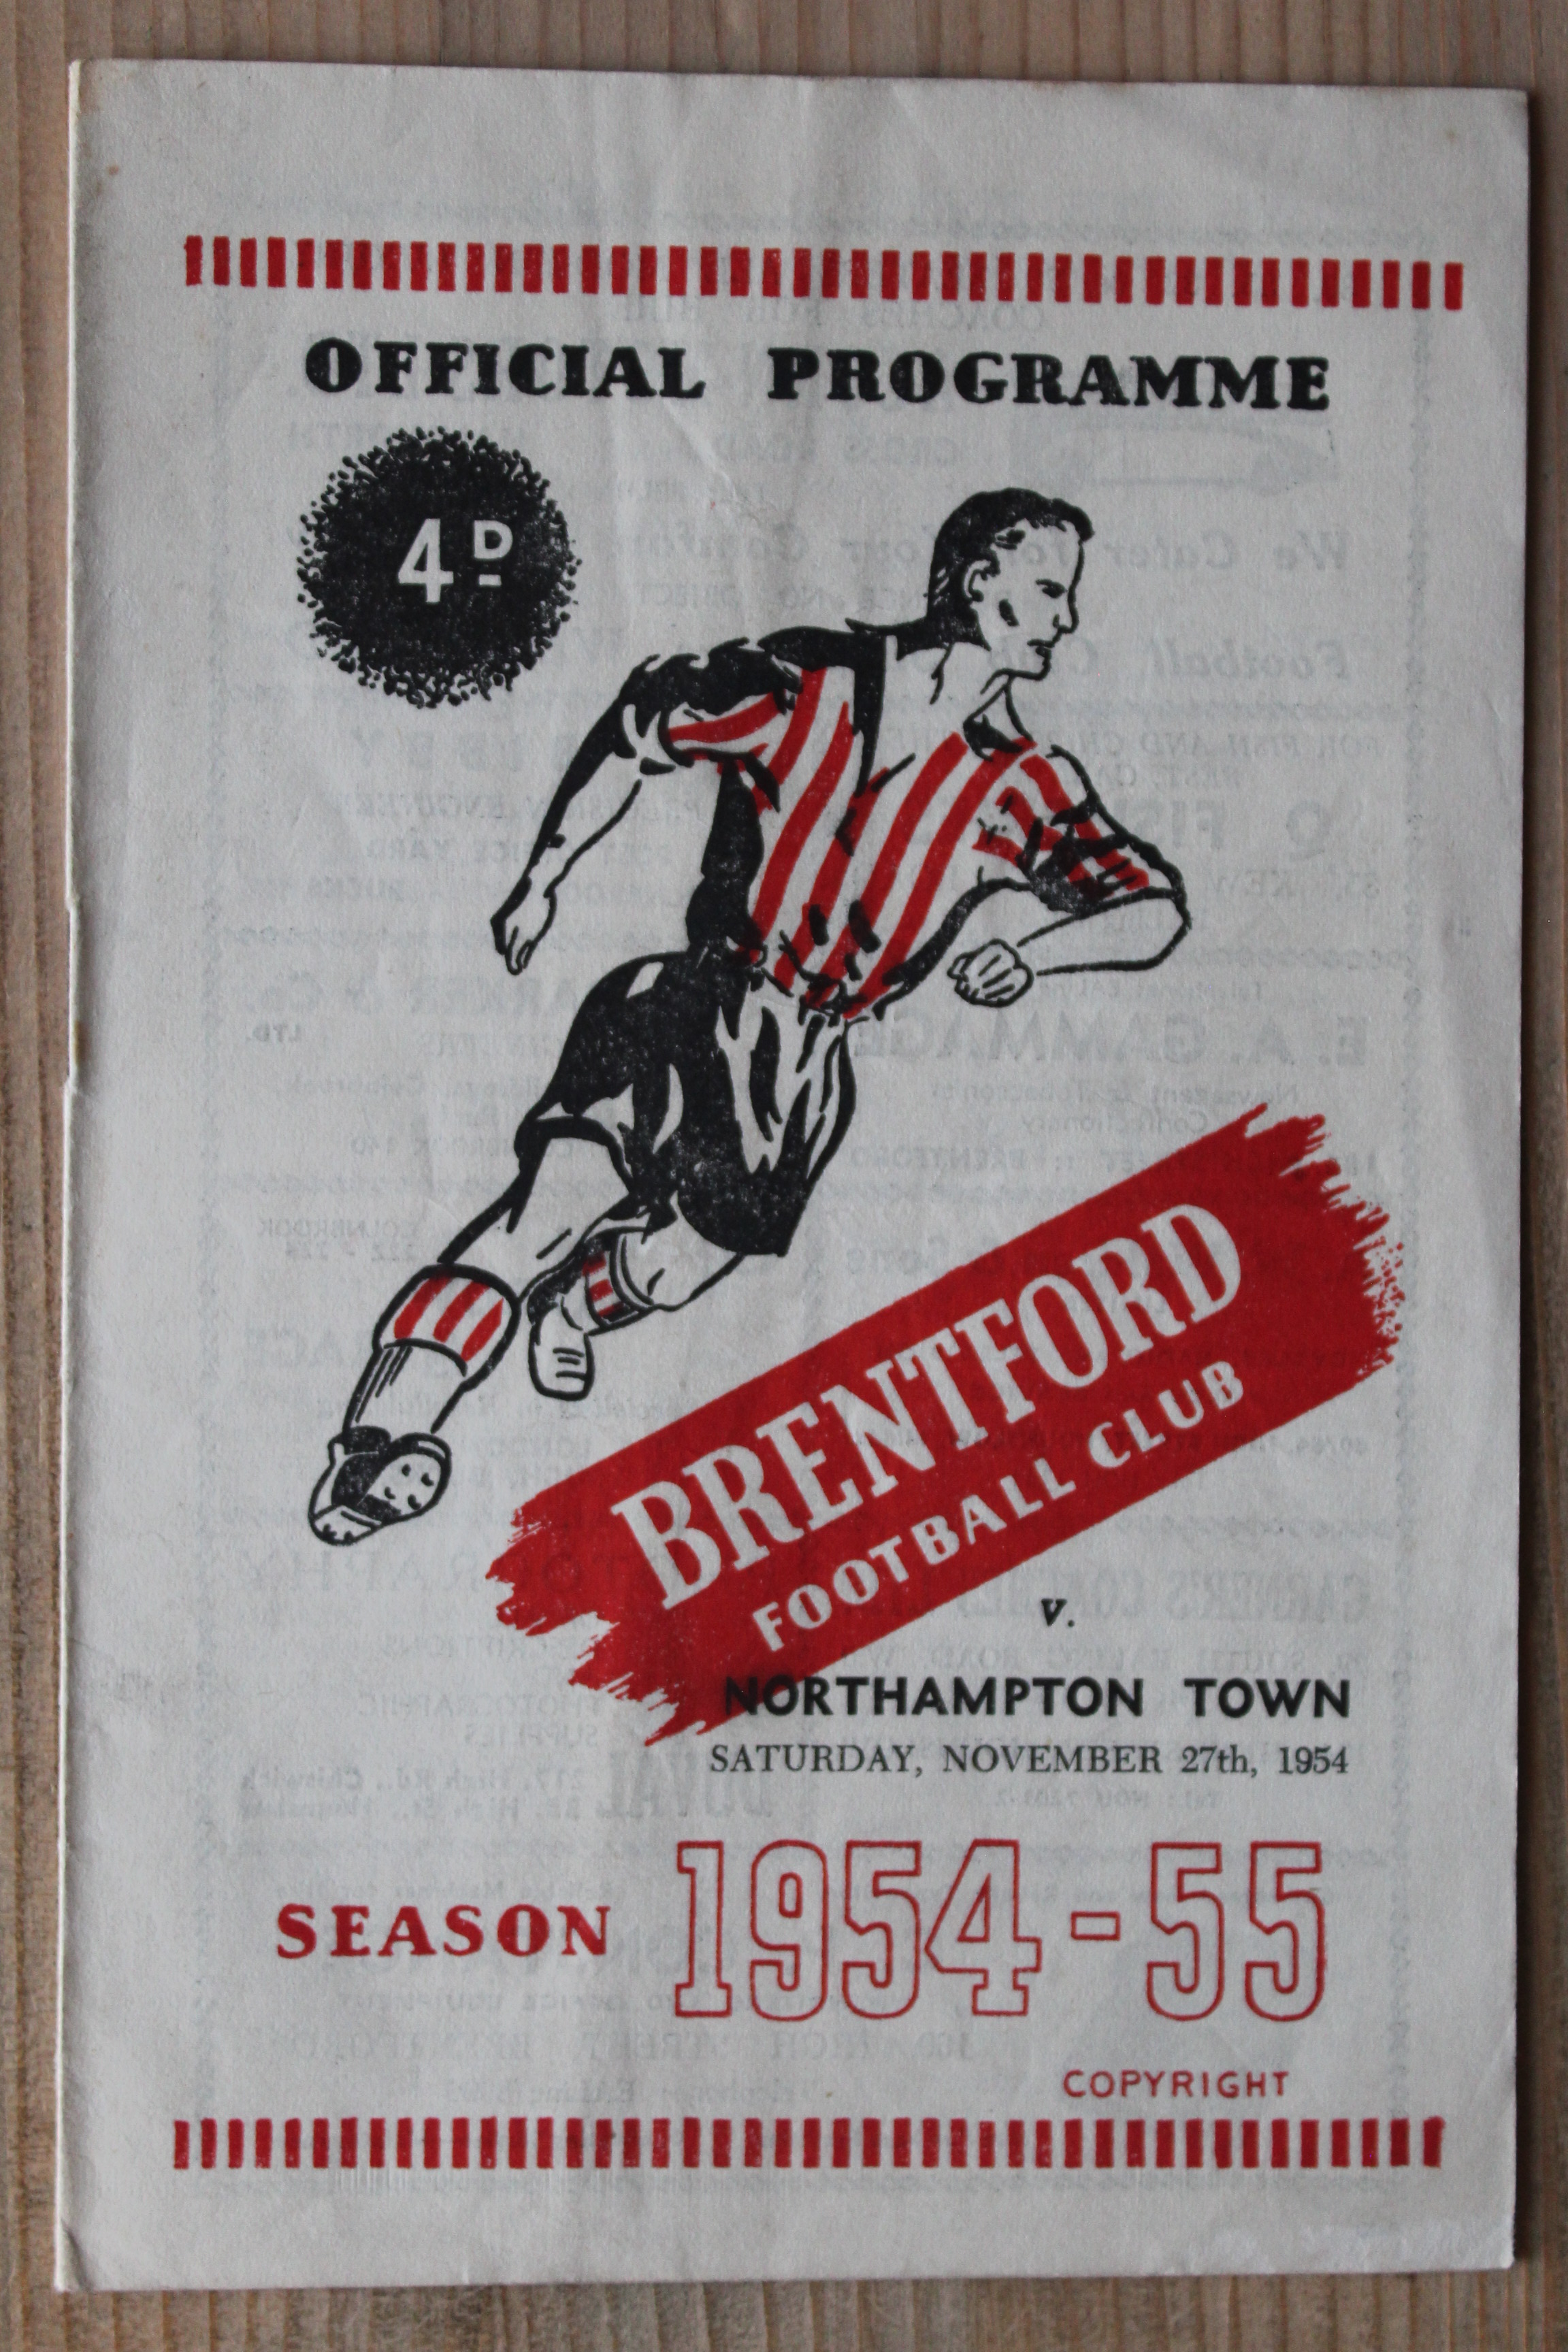 OFFICIAL PROGRAMME
4D
BRENTFORD
FOOTBALL CLUB
v.
NORTHAMPTON TOWN
SATURDAY, NOVEMBER 27th, 1954
SEASON 1954-55
COPYRIGHT